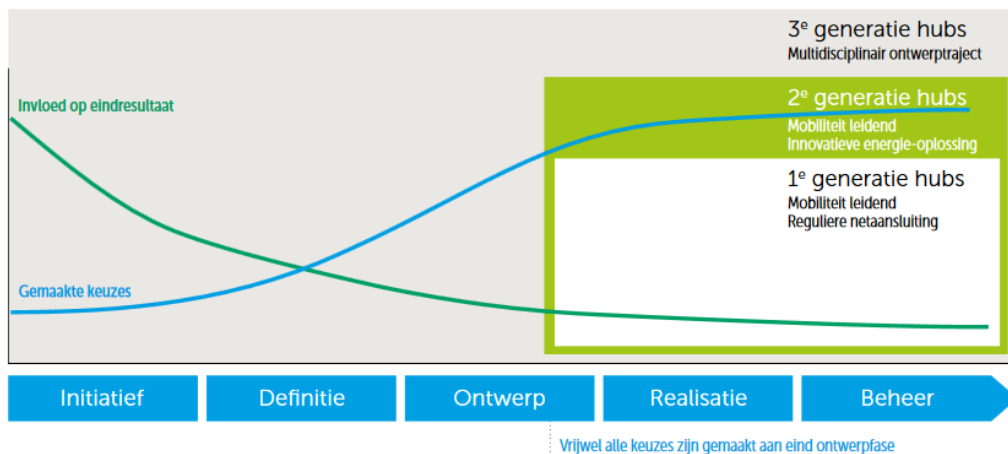 3e generatie hubs
Multidisciplinair ontwerptraject
Invloed op eindresultaat
2e generatie hubs
Mobiliteit leidend
Innovatieve energie-oplossing
1e generatie hubs
Mobiliteit leidend
Reguliere netaansluiting
Gemaakte keuzes
Initiatief
Definitie
Ontwerp
Realisatie
Beheer
Vrijwel alle keuzes zijn gemaakt aan eind ontwerpfase